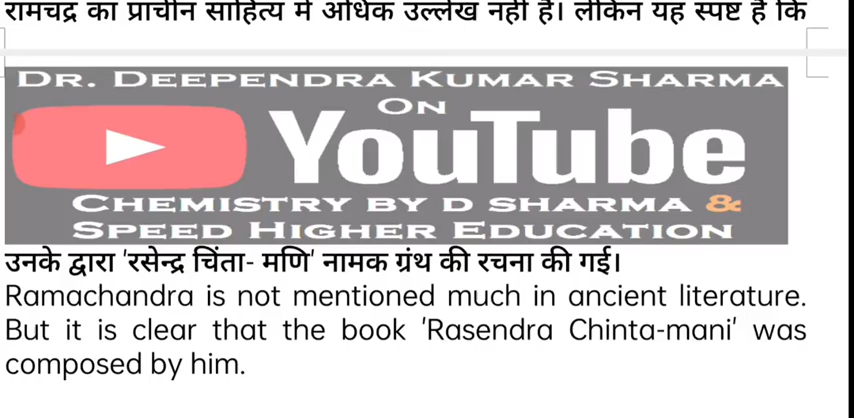 रामचंद्र का प्राचीन साहित्य में अधिक उल्लेख नहीं है। लेकिन यह स्पष्ट है कि
DR. DEEPENDRA KUMAR SHARMA
ON
YouTube
CHEMISTRY BY D SHARMA &
SPEED HIGHER EDUCATION
उनके द्वारा 'रसेन्द्र चिंता- मणि' नामक ग्रंथ की रचना की गई।
Ramachandra is not mentioned much in ancient literature.
But it is clear that the book 'Rasendra Chinta-mani' was
composed by him.